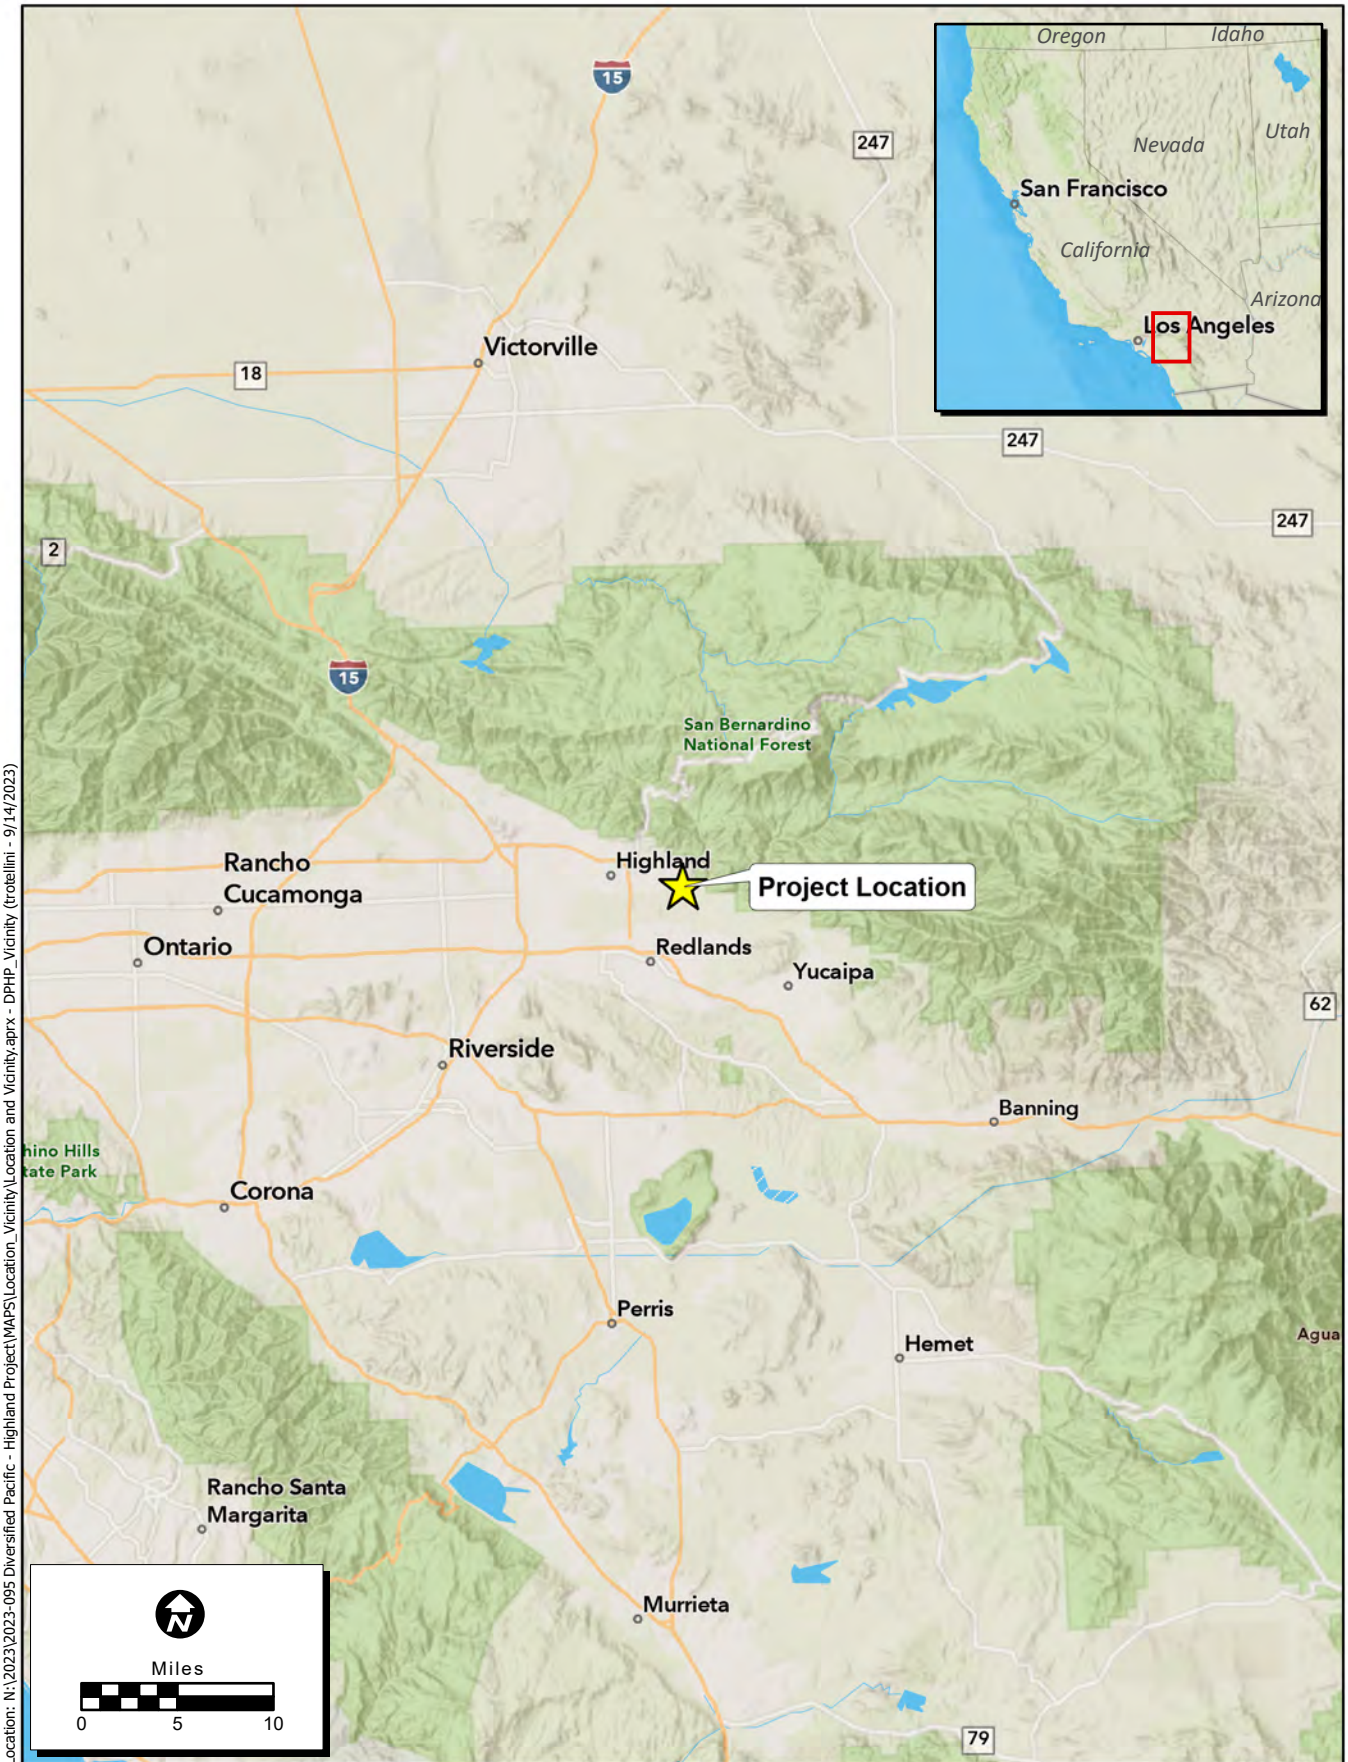 15
247
Oregon
Idaho
Nevada
Utah
San Francisco
California
Arizona
Los Angeles
Victorville
18
247
247
2
15
San Bernardino
National Forest
Highland
Project Location
Rancho
Cucamonga
Ontario
Redlands
Yucaipa
62
Riverside
Banning
hino Hills
tate Park
Corona
Perris
Hemet
Agua
Rancho Santa
Margarita
Murrieta
79
N
Miles
0 5 10
Location: N:\2023\2023-095 Diversified Pacific - Highland Project\MAPS\Location_Vicinity\Location and Vicinity.aprx - DPHP_Vicinity (trotellini - 9/14/2023)